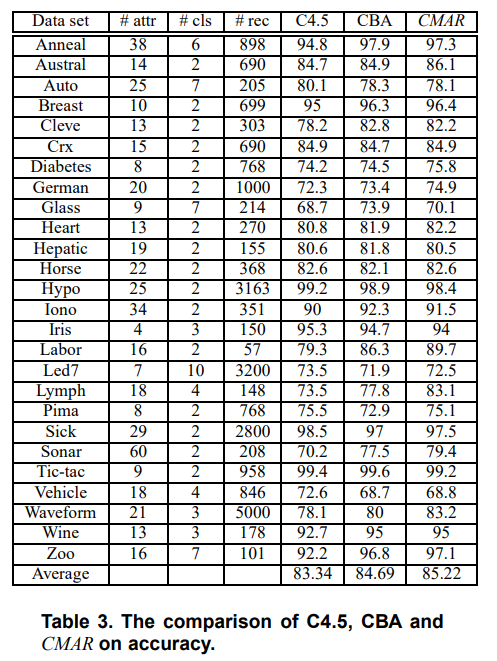 Data set # attr # cls # rec C4.5 CBA CMAR
Anneal 38 6 898 94.8 97.9 97.3
Austral 14 2 690 84.7 84.9 86.1
Auto 25 7 205 80.1 78.3 78.1
Breast 10 2 699 95 96.3 96.4
Cleve 13 2 303 78.2 82.8 82.2
Crx 15 2 690 84.9 84.7 84.9
Diabetes 8 2 768 74.2 74.5 75.8
German 20 2 1000 72.3 73.4 74.9
Glass 9 7 214 68.7 73.9 70.1
Heart 13 2 270 80.8 81.9 82.2
Hepatic 19 2 155 80.6 81.8 80.5
Horse 22 2 368 82.6 82.1 82.6
Hypo 25 2 3163 99.2 98.9 98.4
Iono 34 2 351 90 92.3 91.5
Iris 4 3 150 95.3 94.7 94
Labor 16 2 57 79.3 86.3 89.7
Led7 7 10 3200 73.5 71.9 72.5
Lymph 18 4 148 73.5 77.8 83.1
Pima 8 2 768 75.5 72.9 75.1
Sick 29 2 2800 98.5 97 97.5
Sonar 60 2 208 70.2 77.5 79.4
Tic-tac 9 2 958 99.4 99.6 99.2
Vehicle 18 4 846 72.6 68.7 68.8
Waveform 21 3 5000 78.1 80 83.2
Wine 13 3 178 92.7 95 95
Zoo 16 7 101 92.2 96.8 97.1
Average 83.34 84.69 85.22
Table 3. The comparison of C4.5, CBA and
CMAR on accuracy.